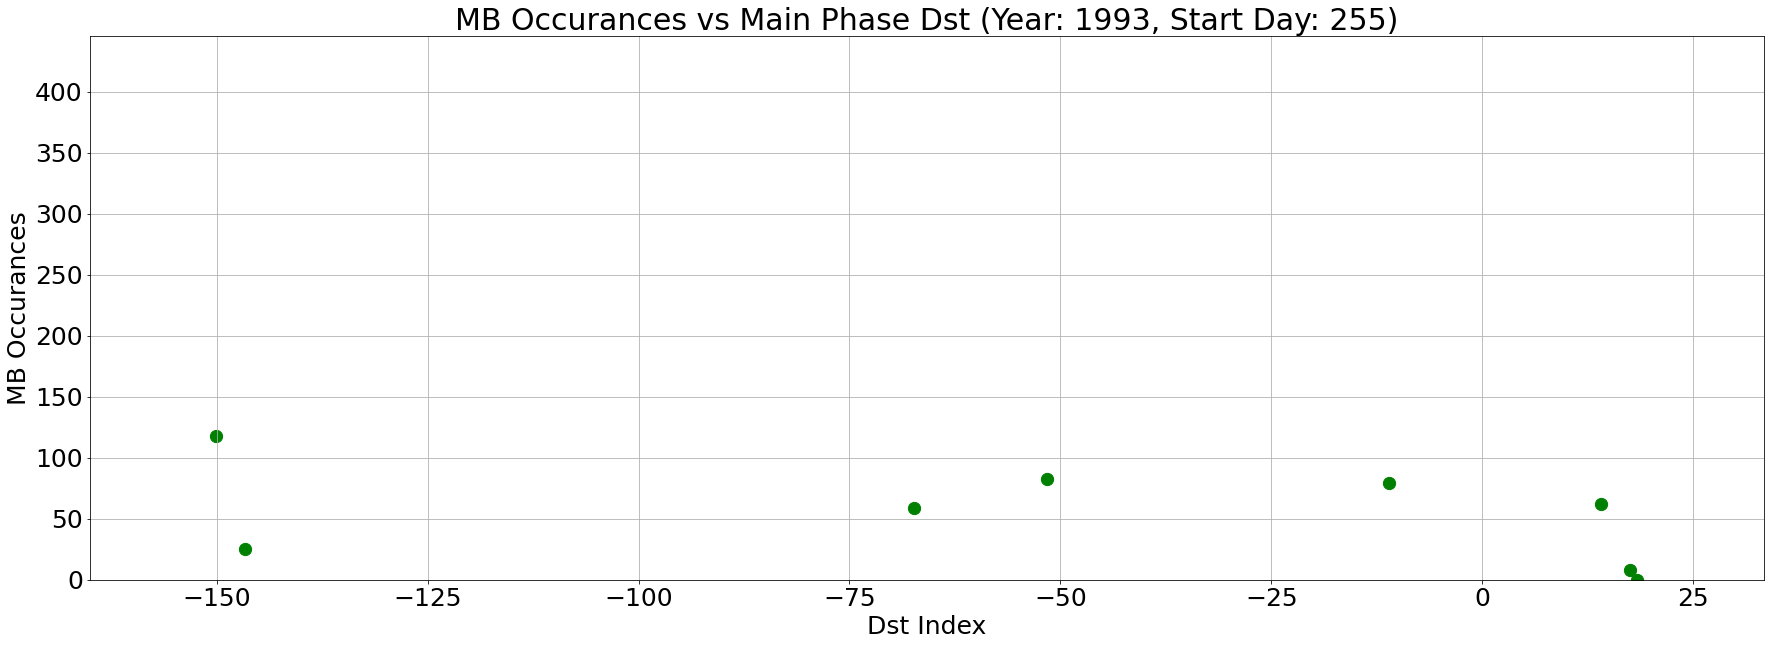 MB Occurances vs Main Phase Dst (Year: 1993, Start Day: 255)
MB Occurances
400
350
300
250
200
150
100
50
0
−150 −125 −100 −75 −50 −25 0 25
Dst Index